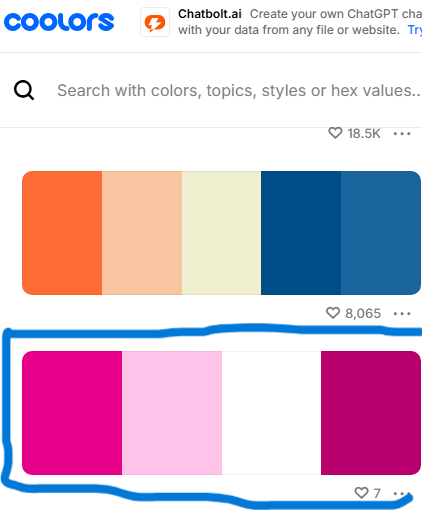 coolors
Chatbolt.ai Create your own ChatGPT cha
with your data from any file or website. Try
Search with colors, topics, styles or hex values..
18.5K
8,065
7